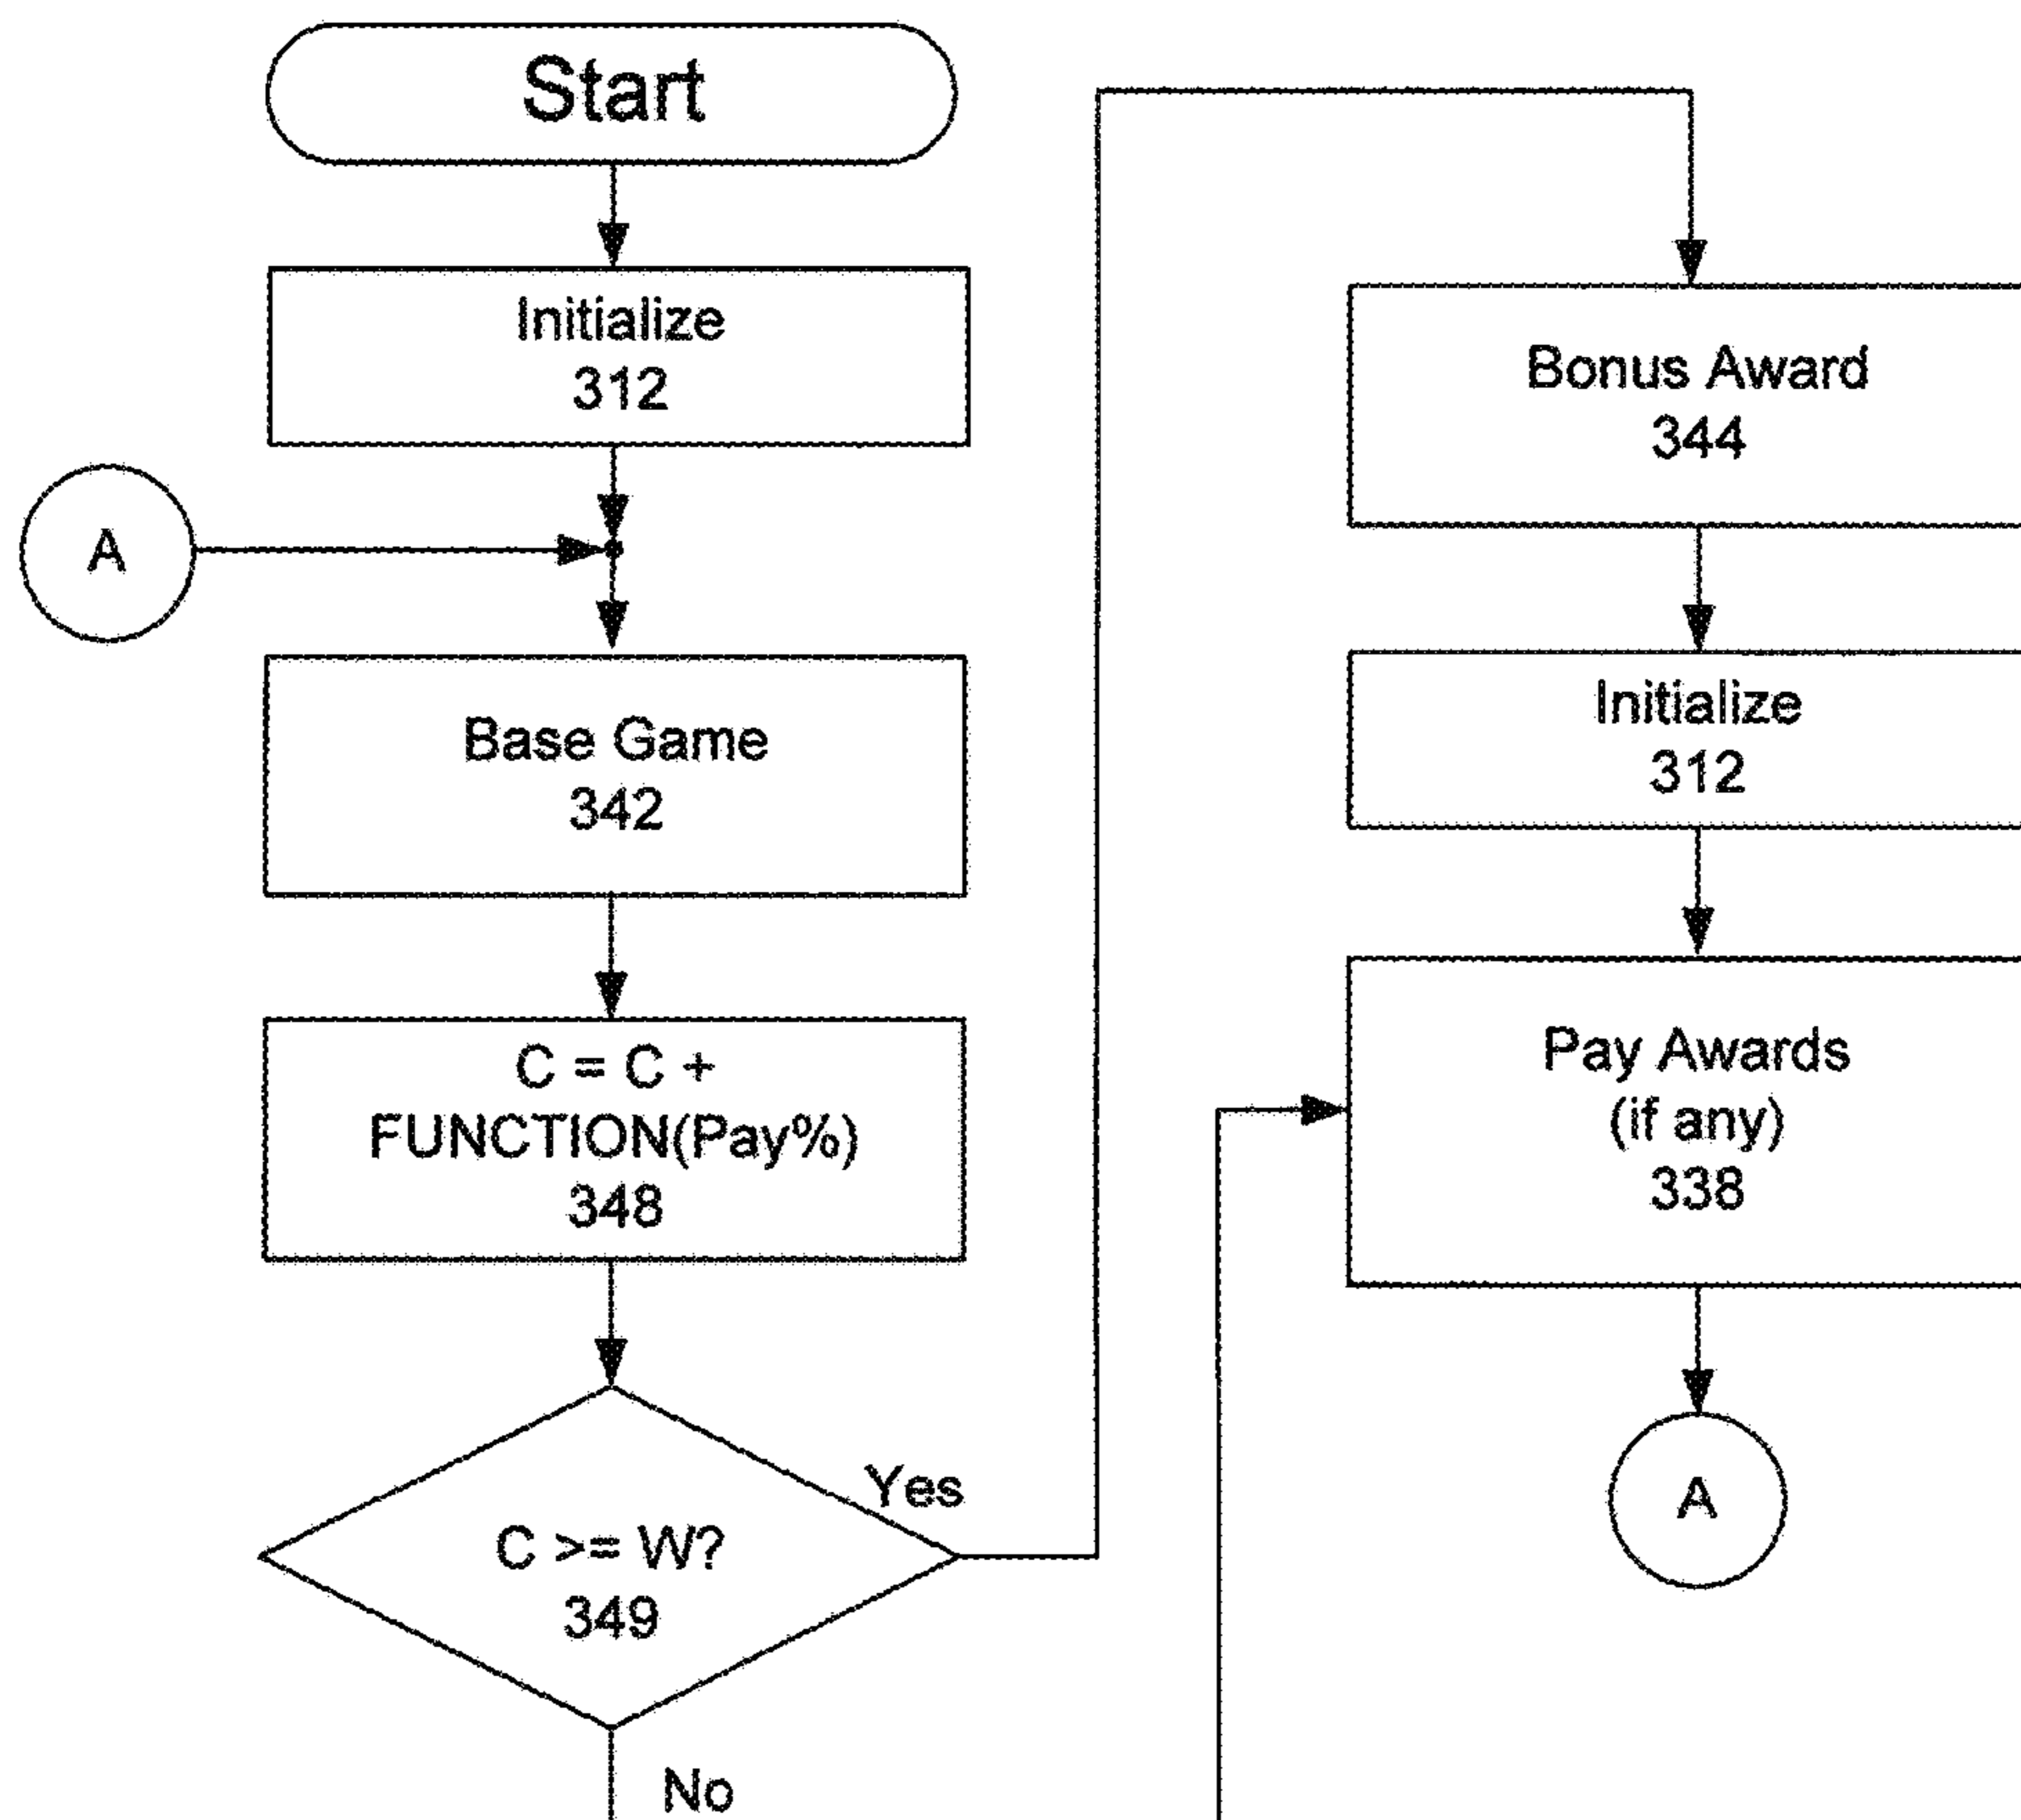 Start
Initialize
312
A
Base Game
342
C = C +
FUNCTION(Pay%)
348
Yes
C >= W?
349
No
Bonus Award
344
Initialize
312
Pay Awards
(if any)
338
A